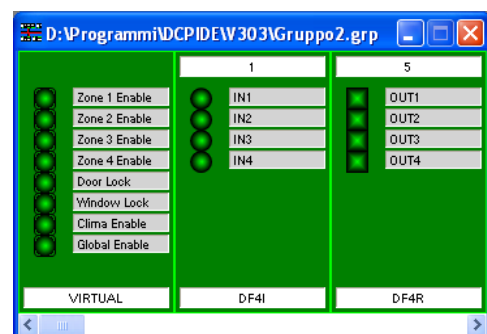 D:\Programmi\DCPIDE\V303\Gruppo2.grp
1
5
Zone 1 Enable
Zone 2 Enable
Zone 3 Enable
Zone 4 Enable
Door Lock
Window Lock
Clima Enable
Global Enable
IN1
IN2
IN3
IN4
OUT1
OUT2
OUT3
OUT4
VIRTUAL
DF4I
DF4R